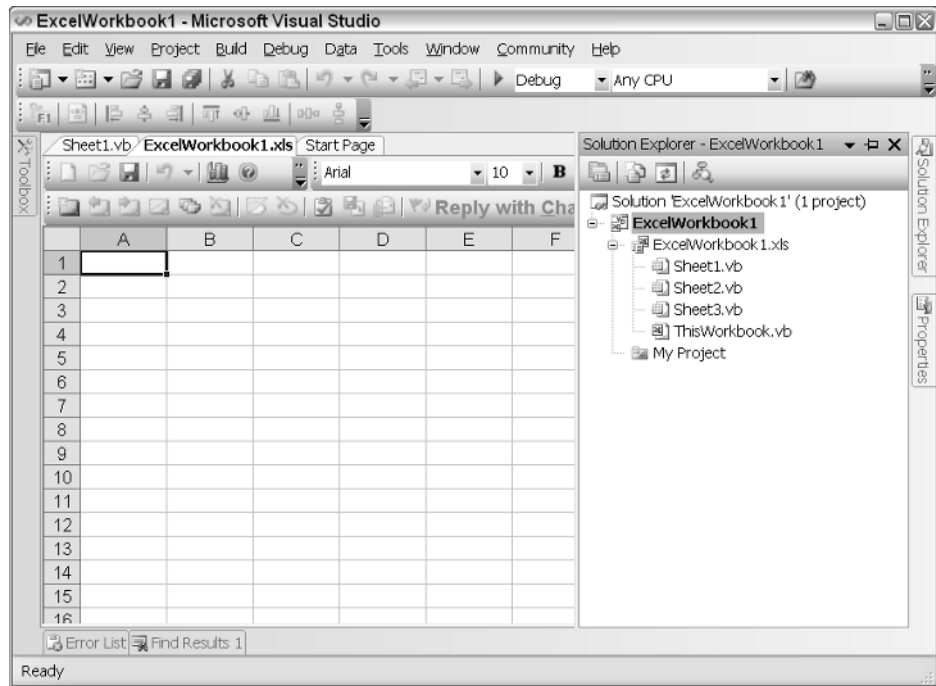 ExcelWorkbook1 - Microsoft Visual Studio
File Edit View Project Build Debug Data Tools Window Community Help
Debug Any CPU
F1
Toolbox
Sheet1.vb ExcelWorkbook1.xls Start Page
Arial 10 B
Reply with Cha
A B C D E F
1
2
3
4
5
6
7
8
9
10
11
12
13
14
15
16
Solution Explorer - ExcelWorkbook1
Solution 'ExcelWorkbook1' (1 project)
ExcelWorkbook1
ExcelWorkbook1.xls
Sheet1.vb
Sheet2.vb
Sheet3.vb
ThisWorkbook.vb
My Project
Solution Explorer
Properties
Error List Find Results 1
Ready